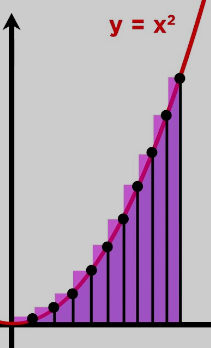 y = x²